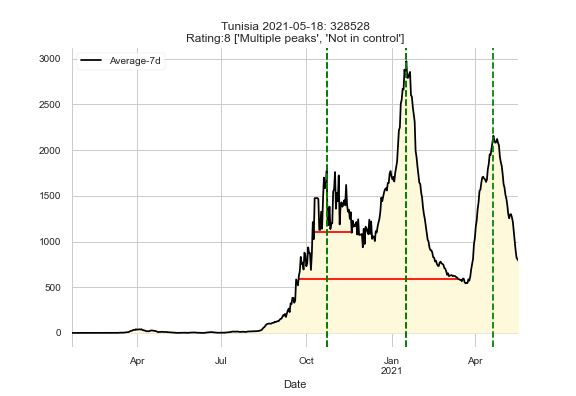 Tunisia 2021-05-18: 328528
Rating:8 ['Multiple peaks', 'Not in control']
Average-7d
3000
2500
2000
1500
1000
500
0
Apr Jul Oct Jan Apr
2021
Date